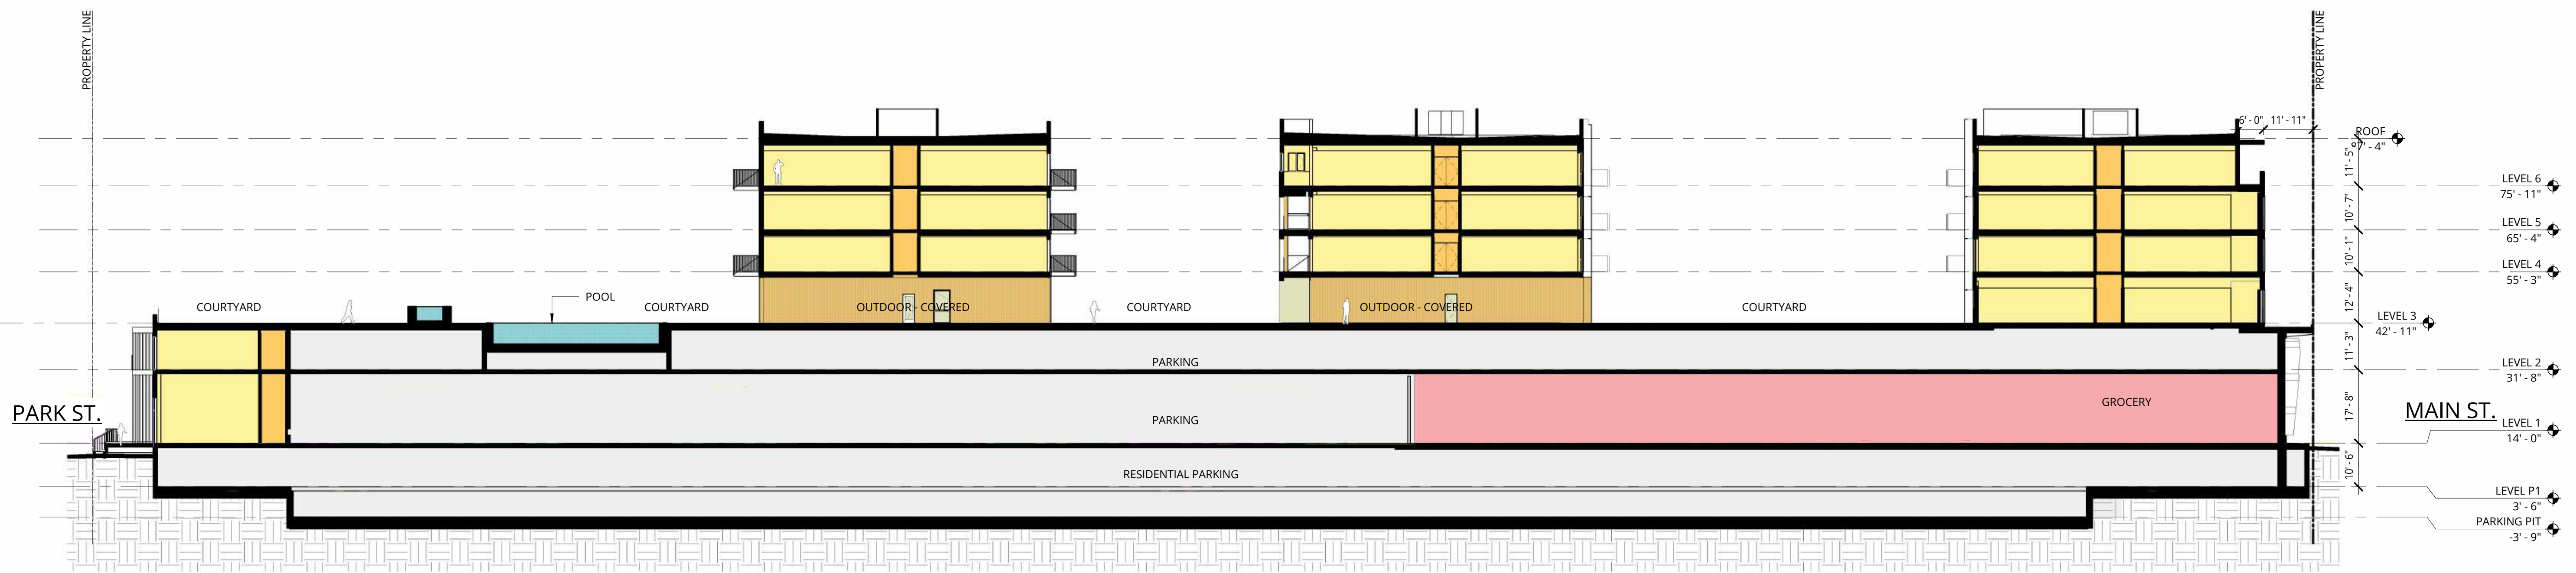 PROPERTY LINE
PROPERTY LINE
6' - 0" 11' - 11"
ROOF
87' - 4"
11' - 5"
LEVEL 6
75' - 11"
10' - 7"
LEVEL 5
65' - 4"
10' - 1"
LEVEL 4
55' - 3"
12' - 4"
POOL
COURTYARD
COURTYARD
OUTDOOR - COVERED
COURTYARD
OUTDOOR - COVERED
COURTYARD
LEVEL 3
42' - 11"
11' - 3"
PARKING
LEVEL 2
31' - 8"
17' - 8"
GROCERY
PARK ST.
MAIN ST.
PARKING
LEVEL 1
14' - 0"
10' - 6"
RESIDENTIAL PARKING
LEVEL P1
3' - 6"
PARKING PIT
-3' - 9"